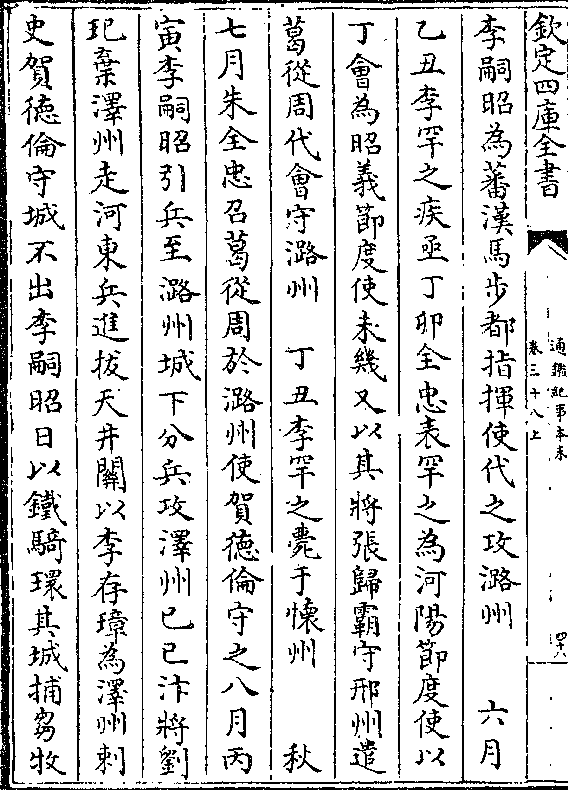 欽定四庫全書
通鑑紀事本末
卷三十八上
四八
李嗣昭為蕃漢馬步都指揮使代之攻潞州　六月
乙丑李罕之疾亟丁卯全忠表罕之為河陽節度使以
丁會為昭義節度使未幾又以其將張歸霸守邢州遣
葛從周代會守潞州　丁丑李罕之薨于懷州　秋
七月朱全忠召葛從周於潞州使賀德倫守之八月丙
寅李嗣昭引兵至潞州城下分兵攻澤州己巳汴將劉
玘棄澤州走河東兵進拔天井關以李存璋為澤州刺
史賀德倫守城不出李嗣昭日以鐵騎環其城捕芻牧